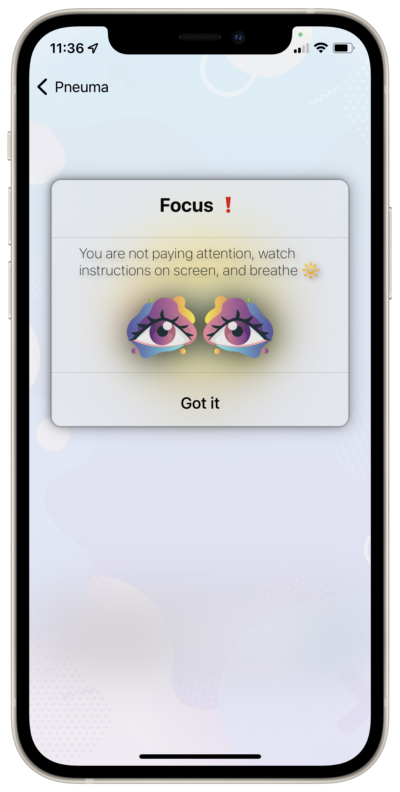 11:36
Pneuma
Focus ❗
You are not paying attention, watch
instructions on screen, and breathe ☀️
Got it